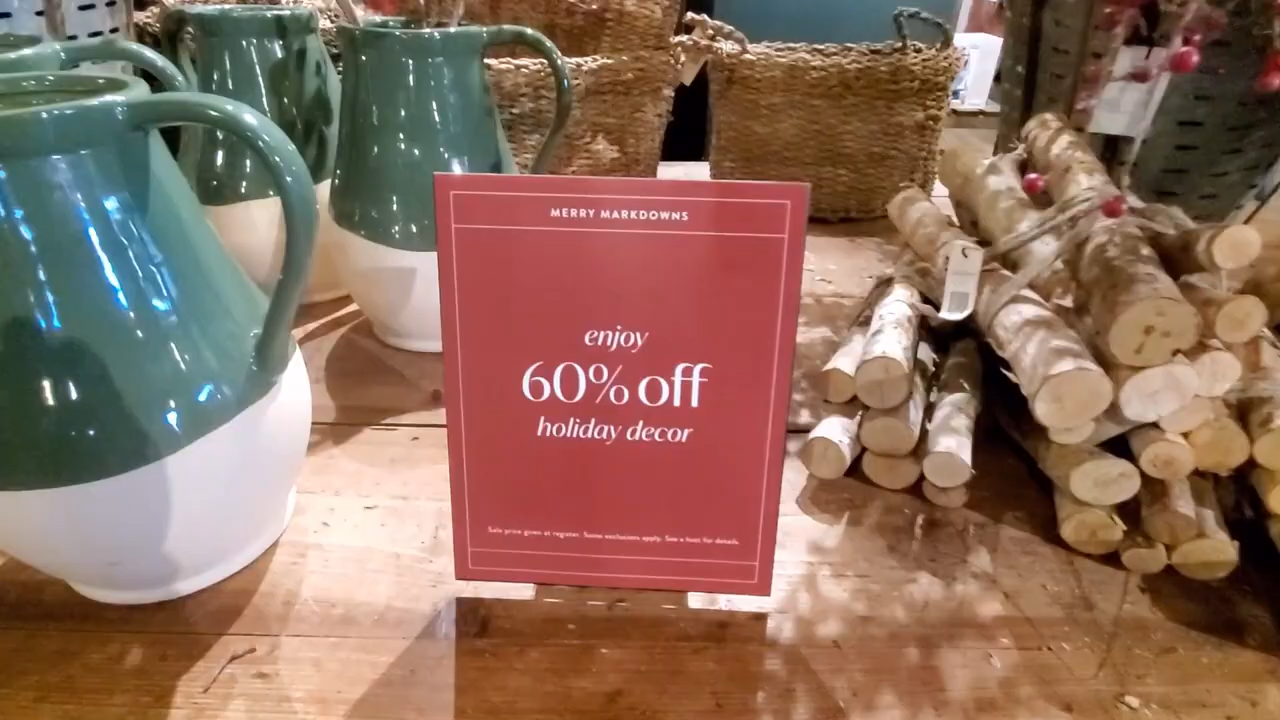 MERRY MARKDOWNS
enjoy
60% off
holiday decor
Sale price given at register. Some exclusions apply. See a host for details.